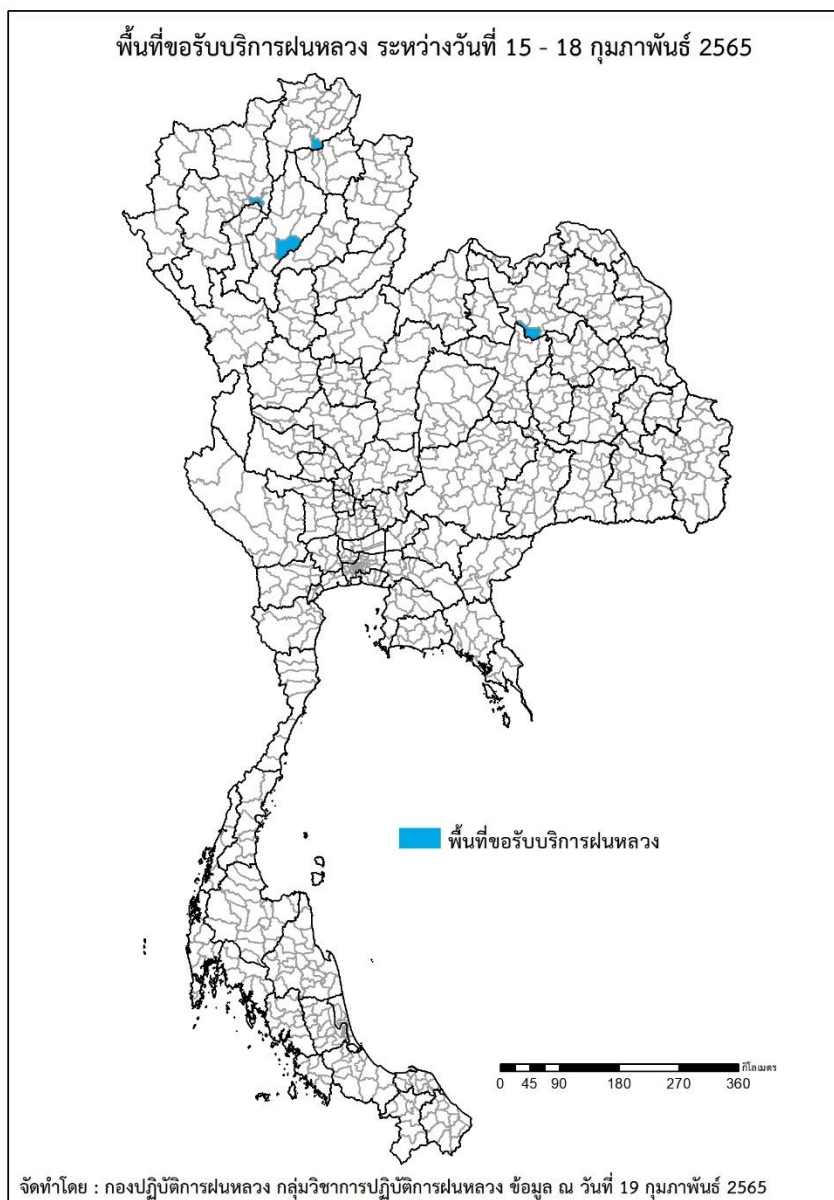 พื้นที่ขอรับบริการฝนหลวง ระหว่างวันที่ 15 - 18 กุมภาพันธ์ 2565
พื้นที่ขอรับบริการฝนหลวง
กิโลเมตร
0 45 90 180 270 360
จัดทำโดย : กองปฏิบัติการฝนหลวง กลุ่มวิชาการปฏิบัติการฝนหลวง ข้อมูล ณ วันที่ 19 กุมภาพันธ์ 2565